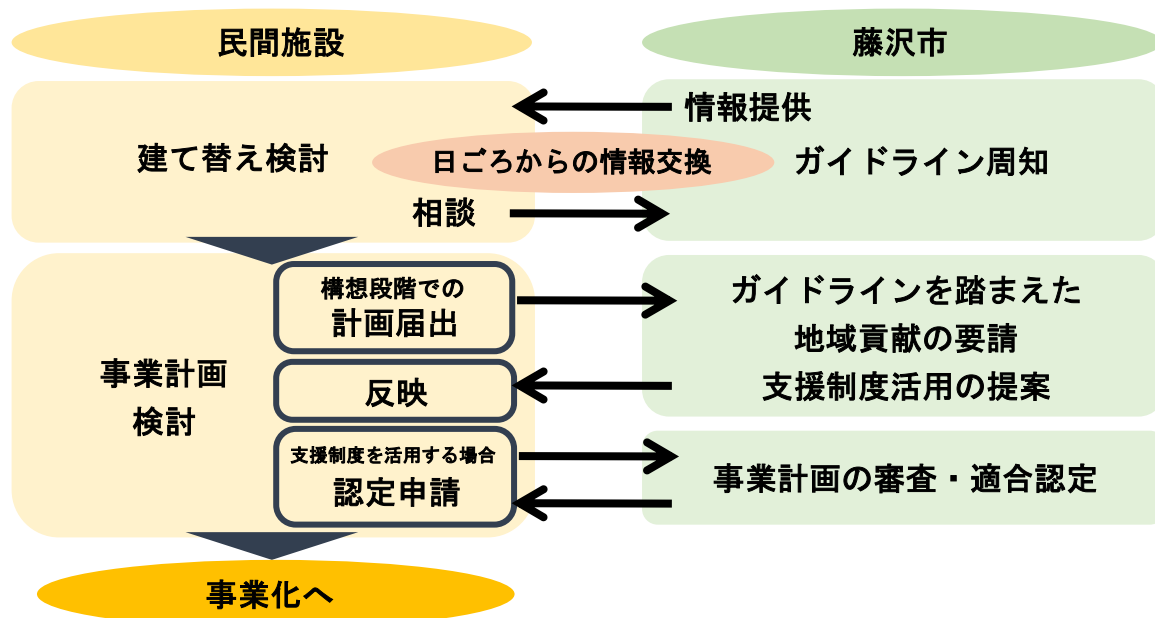 民間施設
藤沢市
情報提供
建て替え検討
日ごろからの情報交換
ガイドライン周知
相談
構想段階での
計画届出
ガイドラインを踏まえた
地域貢献の要請
支援制度活用の提案
事業計画
検討
反映
支援制度を活用する場合
認定申請
事業計画の審査・適合認定
事業化へ